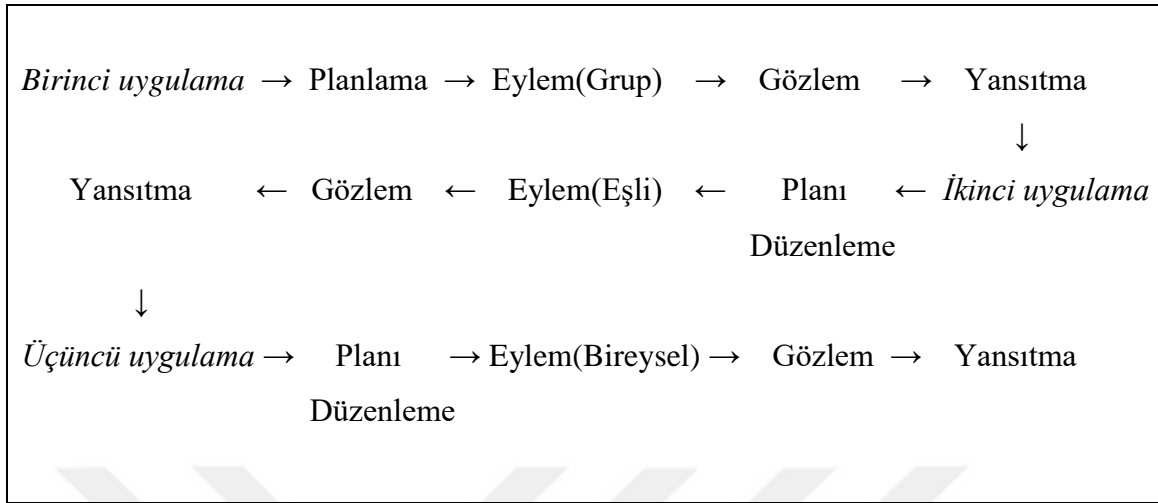 Birinci uygulama → Planlama → Eylem(Grup) → Gözlem → Yansıtma
↓
Yansıtma ← Gözlem ← Eylem(Eşli) ← Planı ← İkinci uygulama
Düzenleme
↓
Üçüncü uygulama → Planı → Eylem(Bireysel) → Gözlem → Yansıtma
Düzenleme